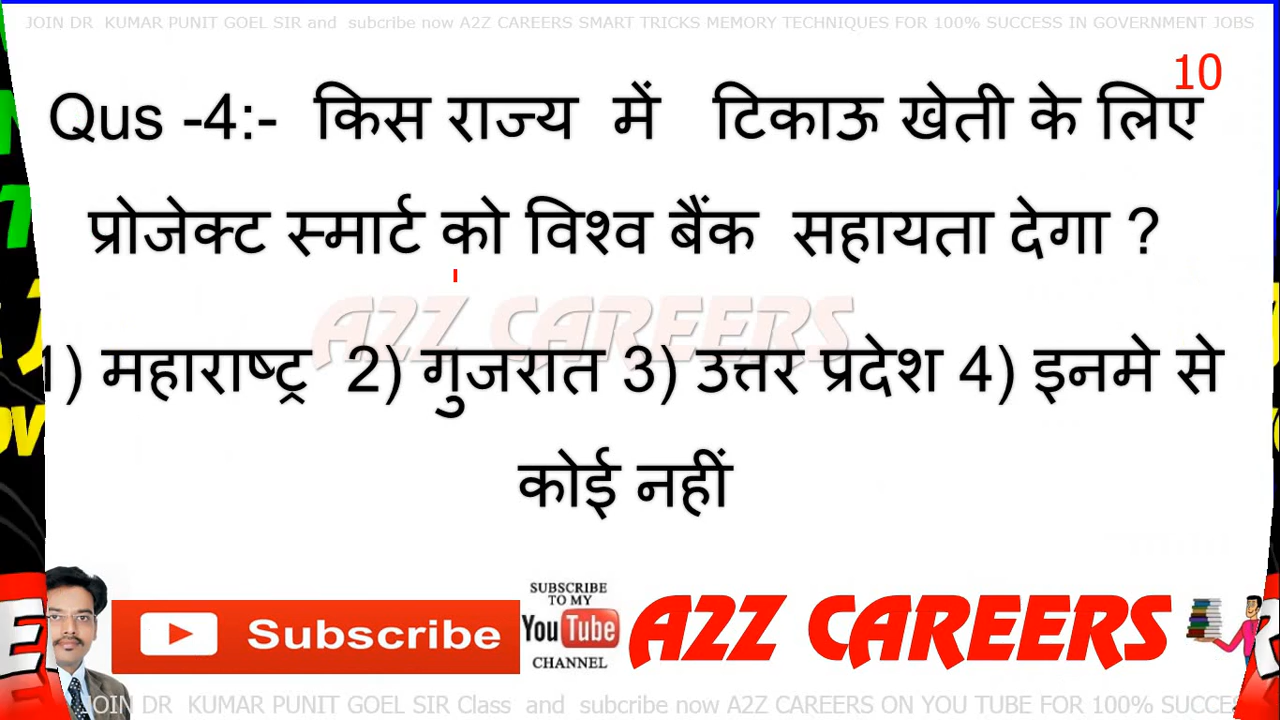 JOIN DR KUMAR PUNIT GOEL SIR and subcribe now A2Z CAREERS SMART TRICKS MEMORY TECHNIQUES FOR 100% SUCCESS IN GOVERNMENT JOBS
10
Qus -4:- किस राज्य में टिकाऊ खेती के लिए
प्रोजेक्ट स्मार्ट को विश्व बैंक सहायता देगा ?
A2Z CAREERS
1) महाराष्ट्र 2) गुजरात 3) उत्तर प्रदेश 4) इनमे से
कोई नहीं
Subscribe
SUBSCRIBE
TO MY
YouTube
CHANNEL
A2Z CAREERS
JOIN DR KUMAR PUNIT GOEL SIR Class and subcribe now A2Z CAREERS ON YOU TUBE FOR 100% SUCCE